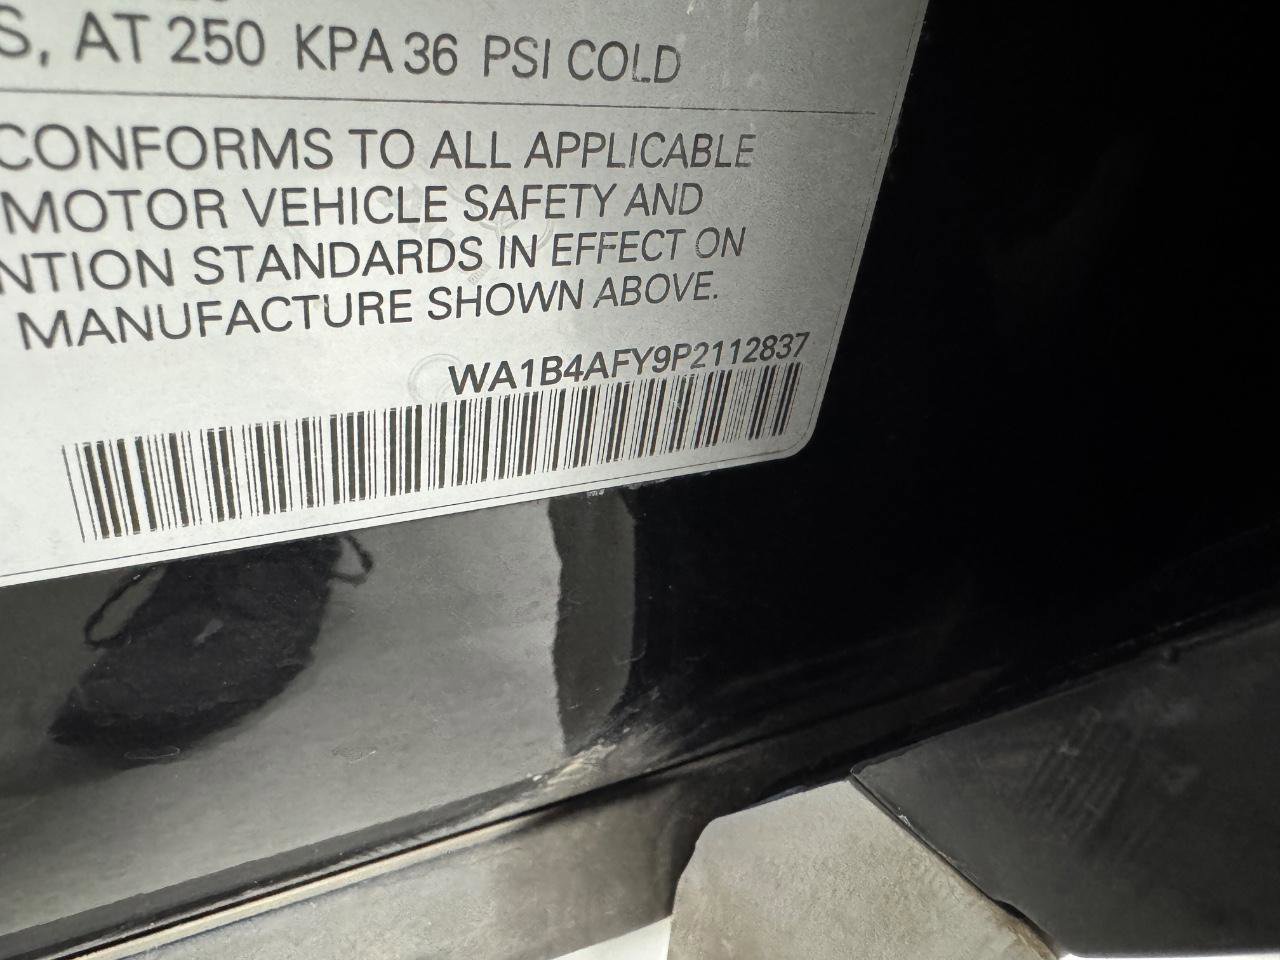 S, AT 250 KPA 36 PSI COLD
CONFORMS TO ALL APPLICABLE
MOTOR VEHICLE SAFETY AND
NTION STANDARDS IN EFFECT ON
MANUFACTURE SHOWN ABOVE.
WA1B4AFY9P2112837